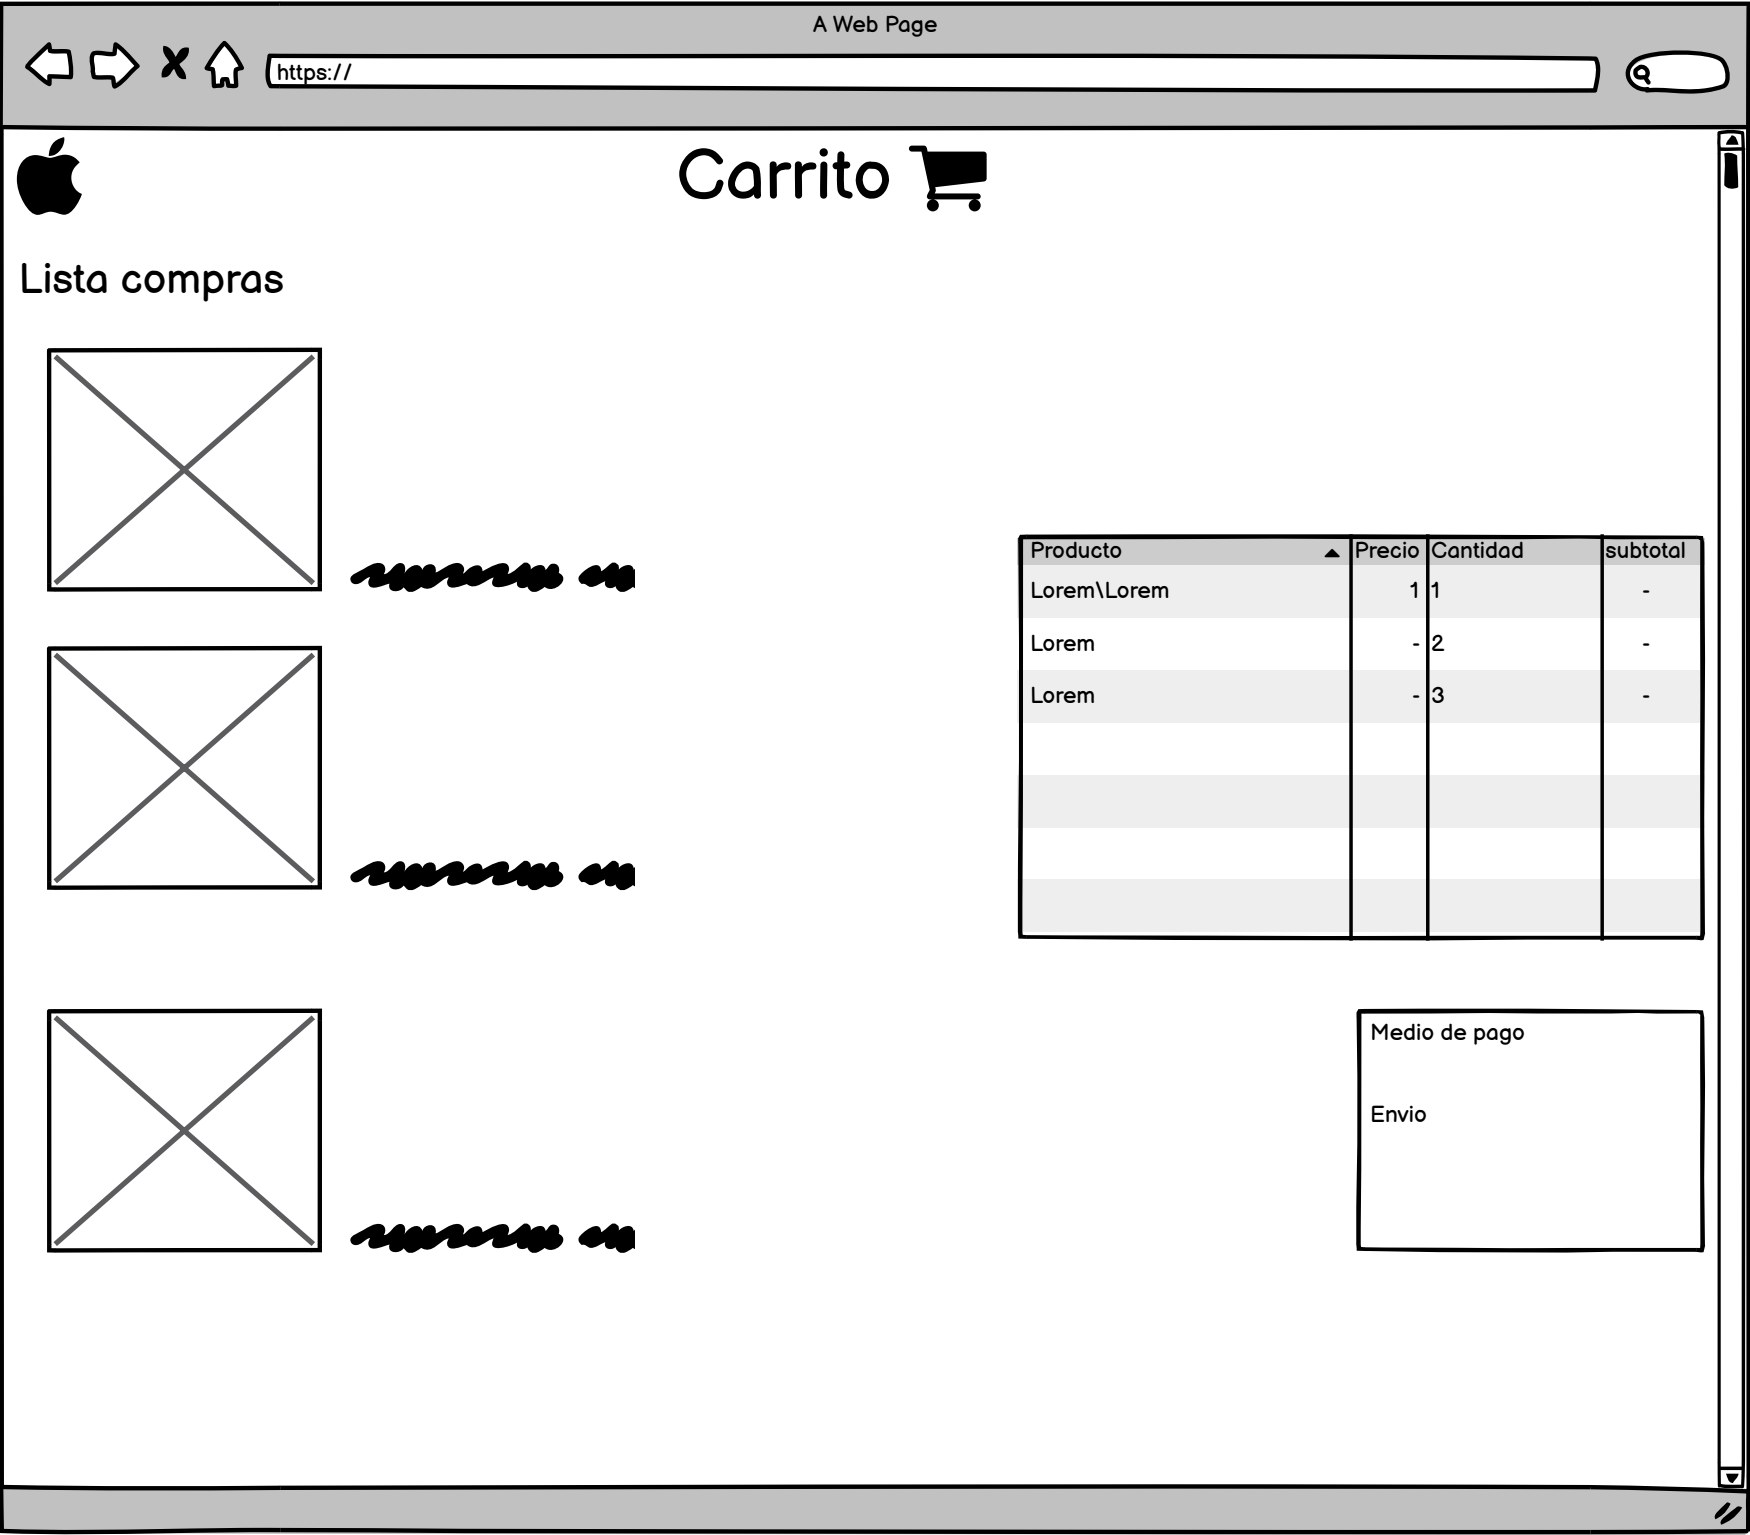 A Web Page
https://
Carrito
Lista compras
Producto Precio Cantidad subtotal
Lorem\Lorem 1 1 -
Lorem - 2 -
Lorem - 3 -
Medio de pago
Envio